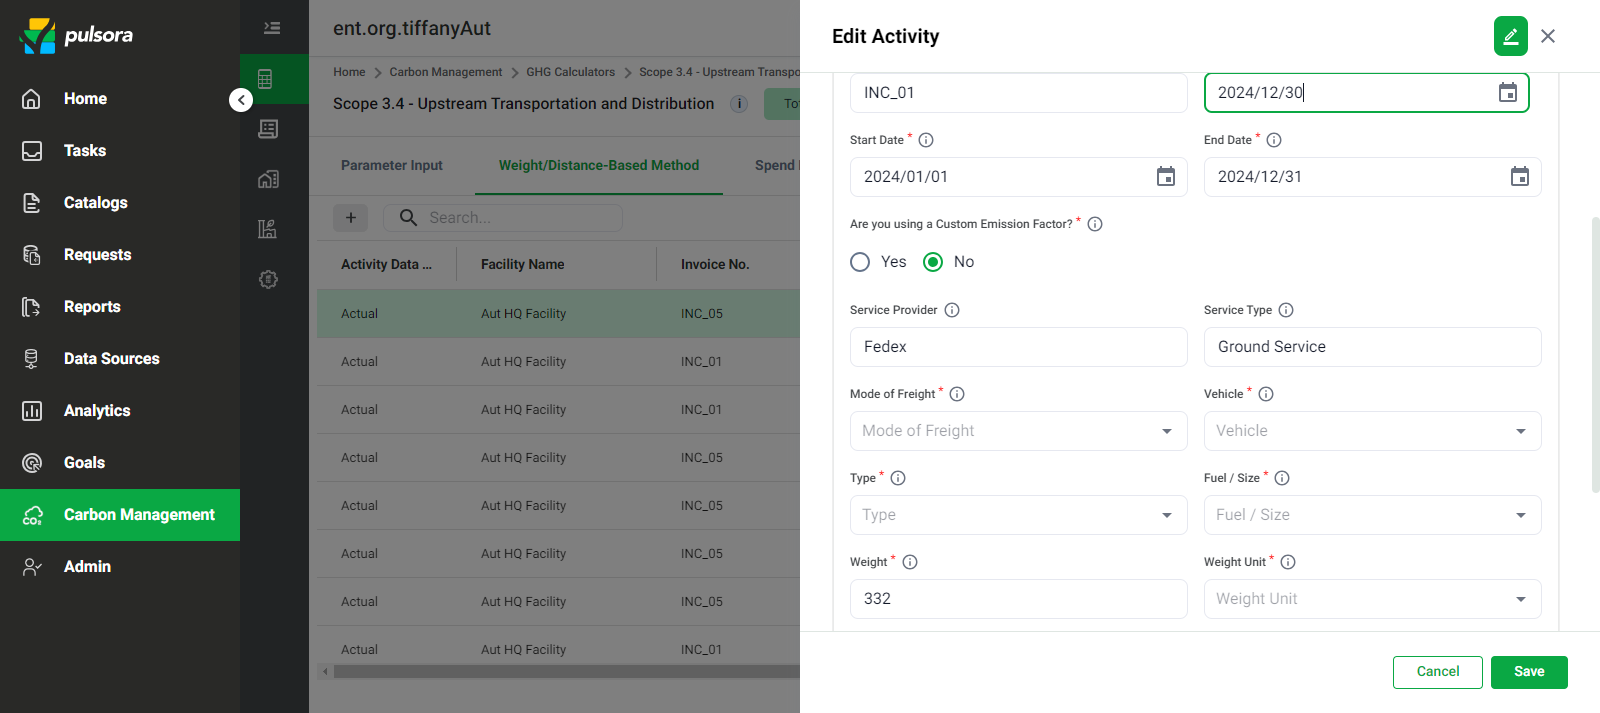 pulsora
Home
Tasks
Catalogs
Requests
Reports
Data Sources
Analytics
Goals
Carbon Management
Admin
ent.org.tiffanyAut
Home > Carbon Management > GHG Calculators > Scope 3.4 - Upstream Transpo
Scope 3.4 - Upstream Transportation and Distribution
Parameter Input Weight/Distance-Based Method Spend
+ Search...
Activity Data ... Facility Name Invoice No.
Actual Aut HQ Facility INC_05
Actual Aut HQ Facility INC_01
Actual Aut HQ Facility INC_01
Actual Aut HQ Facility INC_05
Actual Aut HQ Facility INC_05
Actual Aut HQ Facility INC_05
Actual Aut HQ Facility INC_05
Actual Aut HQ Facility INC_01
Edit Activity
INC_01 2024/12/30
Start Date * End Date *
2024/01/01 2024/12/31
Are you using a Custom Emission Factor? *
Yes No
Service Provider Service Type
Fedex Ground Service
Mode of Freight * Vehicle *
Mode of Freight Vehicle
Type * Fuel / Size *
Type Fuel / Size
Weight * Weight Unit *
332 Weight Unit
Cancel Save